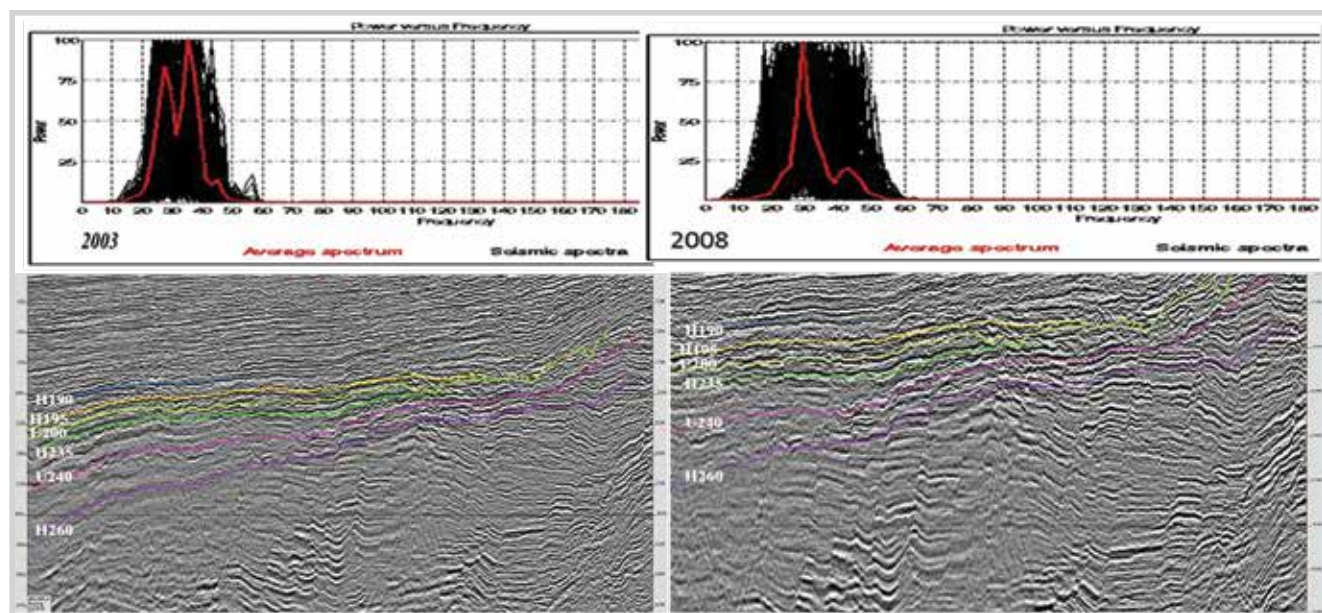 Power versus Frequency
100
75
50
25
Power
0 10 20 30 40 50 60 70 80 90 100 110 120 130 140 150 160 170 180
Frequency
2003
Average spectrum
Seismic spectra
Power versus Frequency
100
75
50
25
Power
0 10 20 30 40 50 60 70 80 90 100 110 120 130 140 150 160 170 180
Frequency
2008
Average spectrum
Seismic spectra
H190
H195
U200
H235
U240
H260
H190
H195
U200
H235
U240
H260